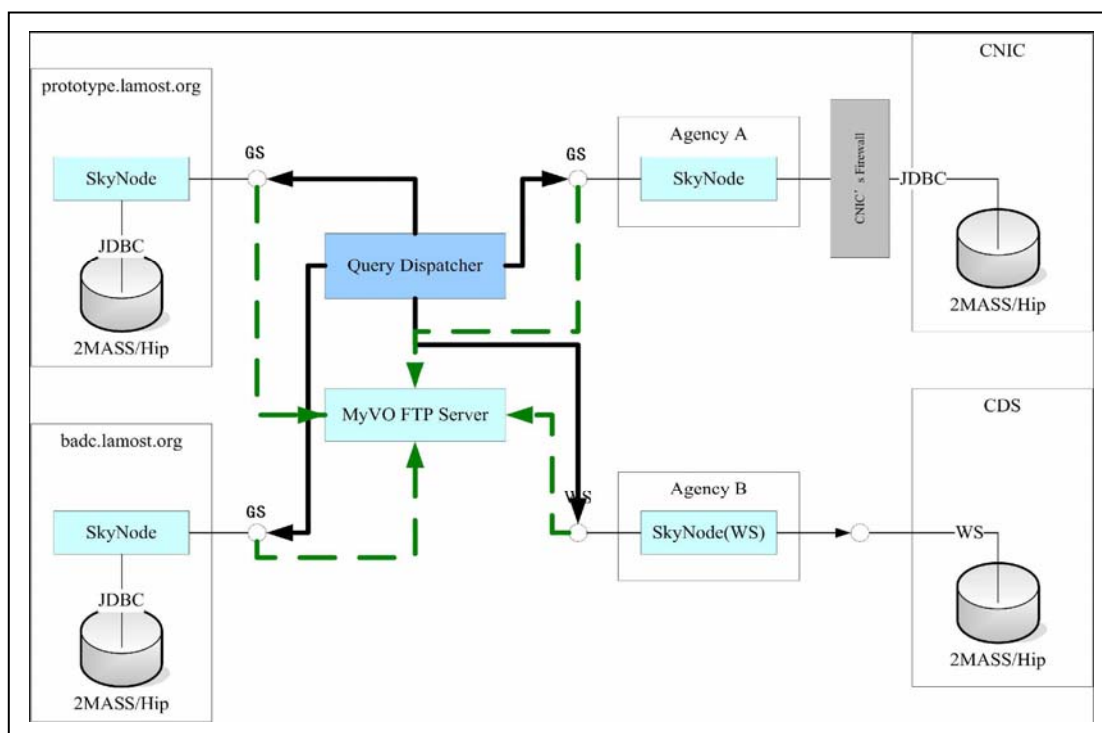 prototype.lamost.org
SkyNode
GS
JDBC
2MASS/Hip
badc.lamost.org
SkyNode
GS
JDBC
2MASS/Hip
Query Dispatcher
MyVO FTP Server
GS
Agency A
SkyNode
CNIC's Firewall
CNIC
JDBC
2MASS/Hip
WS
Agency B
SkyNode(WS)
CDS
WS
2MASS/Hip